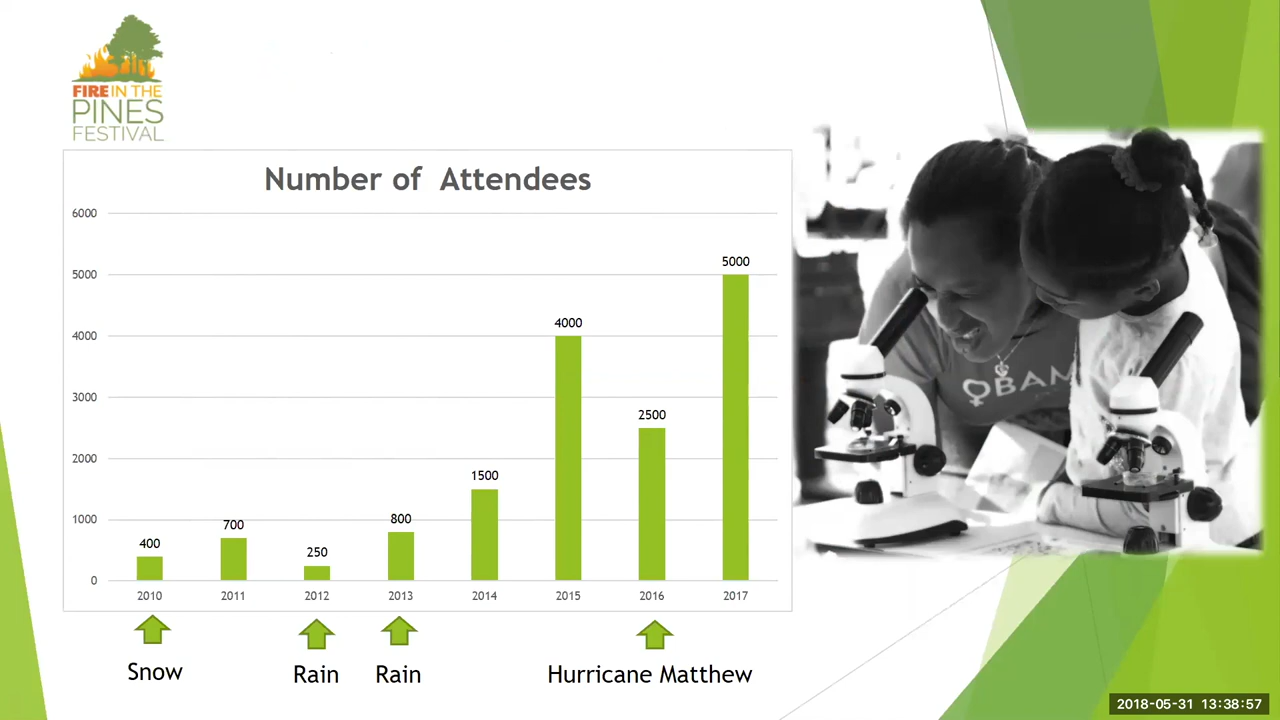 FIRE IN THE
PINES
FESTIVAL
Number of Attendees
6000
5000
4000
3000
2000
1000
0
400
700
250
800
1500
4000
2500
5000
2010 2011 2012 2013 2014 2015 2016 2017
Snow Rain Rain Hurricane Matthew
OBAM
2018-05-31 13:38:57